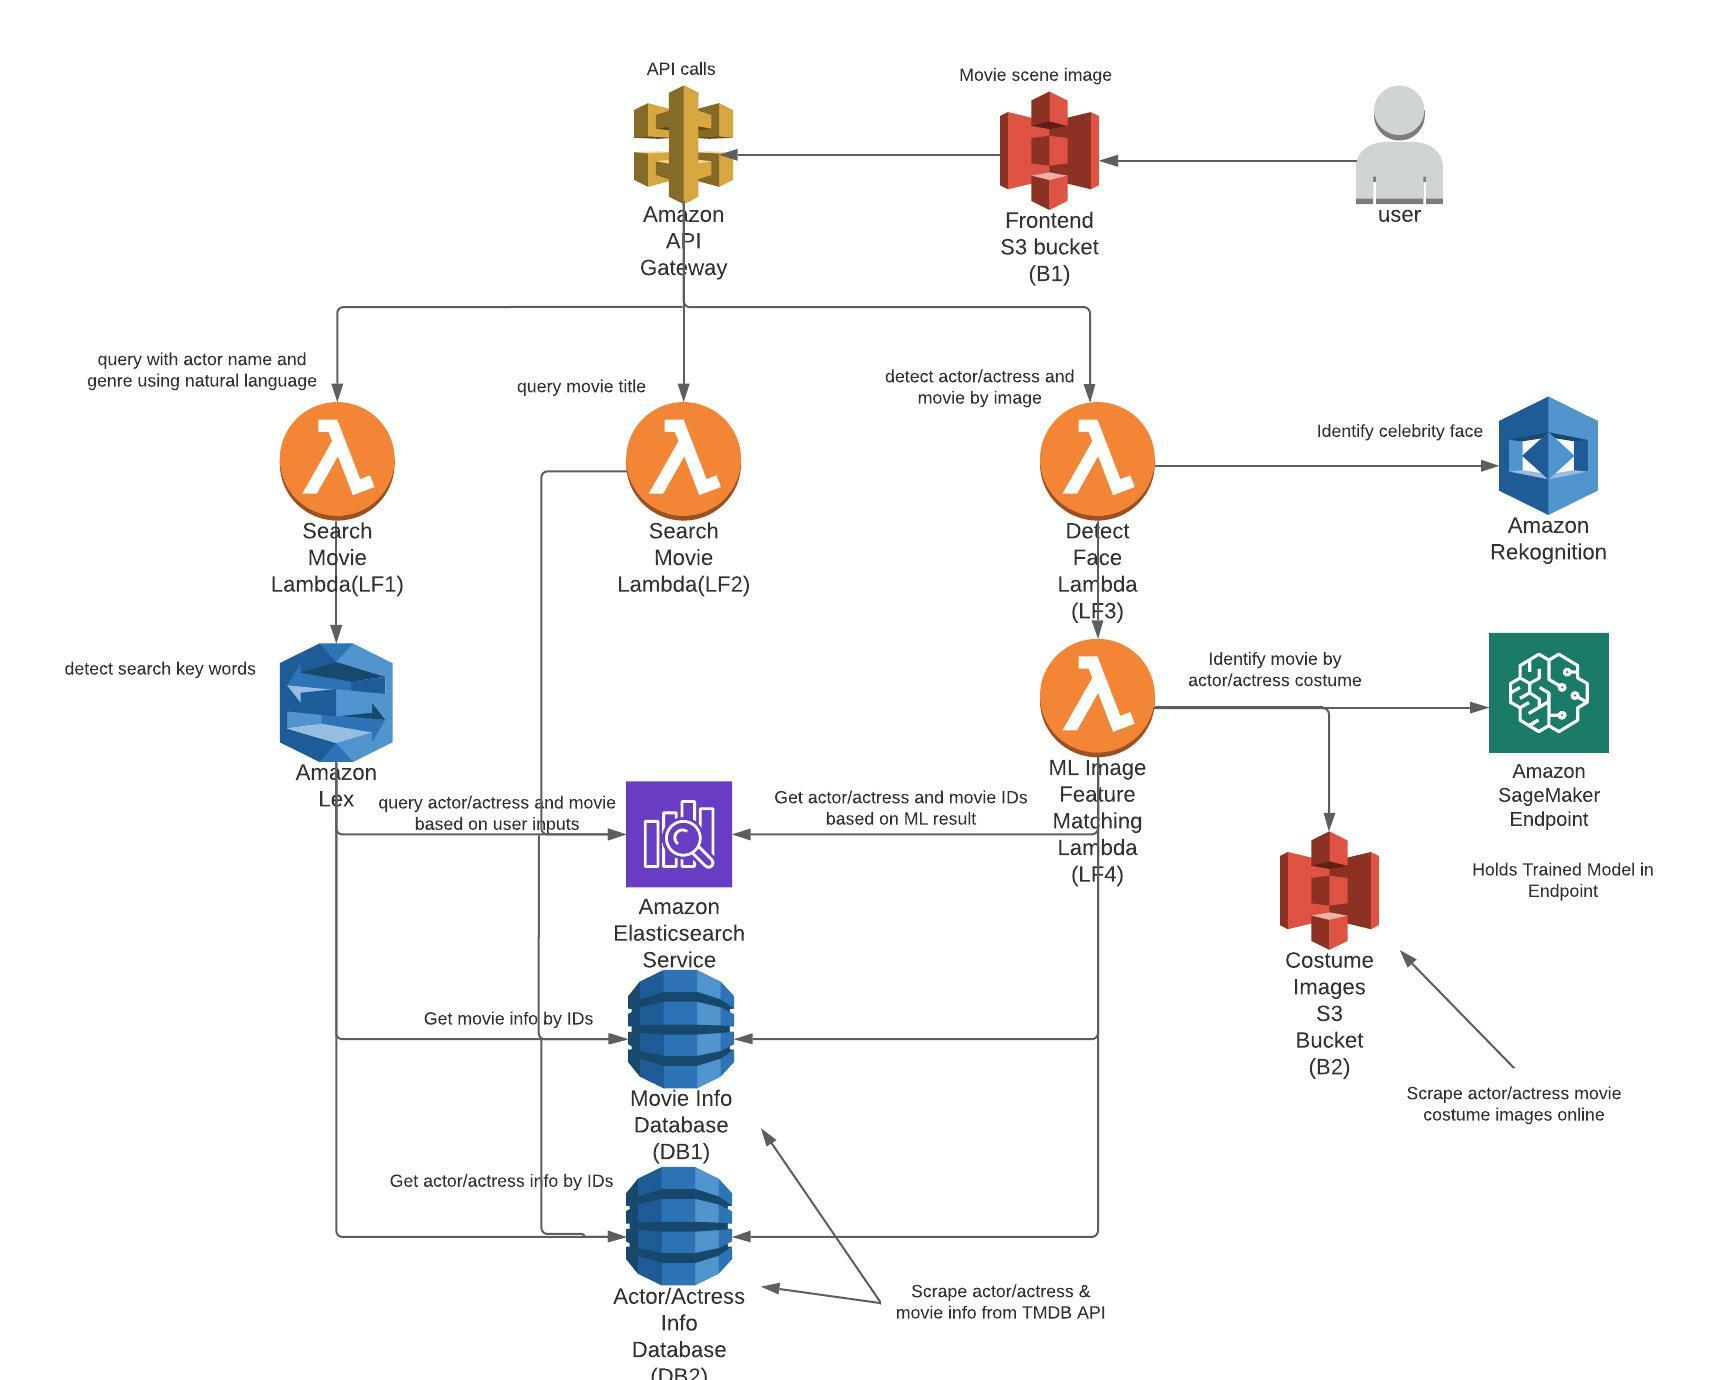 API calls
Movie scene image
Amazon
API
Gateway
Frontend
S3 bucket
(B1)
user
query with actor name and
genre using natural language
query movie title
detect actor/actress and
movie by image
Identify celebrity face
Search
Movie
Lambda(LF1)
Search
Movie
Lambda(LF2)
Detect
Face
Lambda
(LF3)
Amazon
Rekognition
detect search key words
Identify movie by
actor/actress costume
Amazon
Lex
query actor/actress and movie
based on user inputs
Get actor/actress and movie IDs
based on ML result
ML Image
Feature
Matching
Lambda
(LF4)
Amazon
SageMaker
Endpoint
Holds Trained Model in
Endpoint
Amazon
Elasticsearch
Service
Costume
Images
S3
Bucket
(B2)
Get movie info by IDs
Movie Info
Database
(DB1)
Scrape actor/actress movie
costume images online
Get actor/actress info by IDs
Actor/Actress
Info
Database
(DB2)
Scrape actor/actress &
movie info from TMDB API